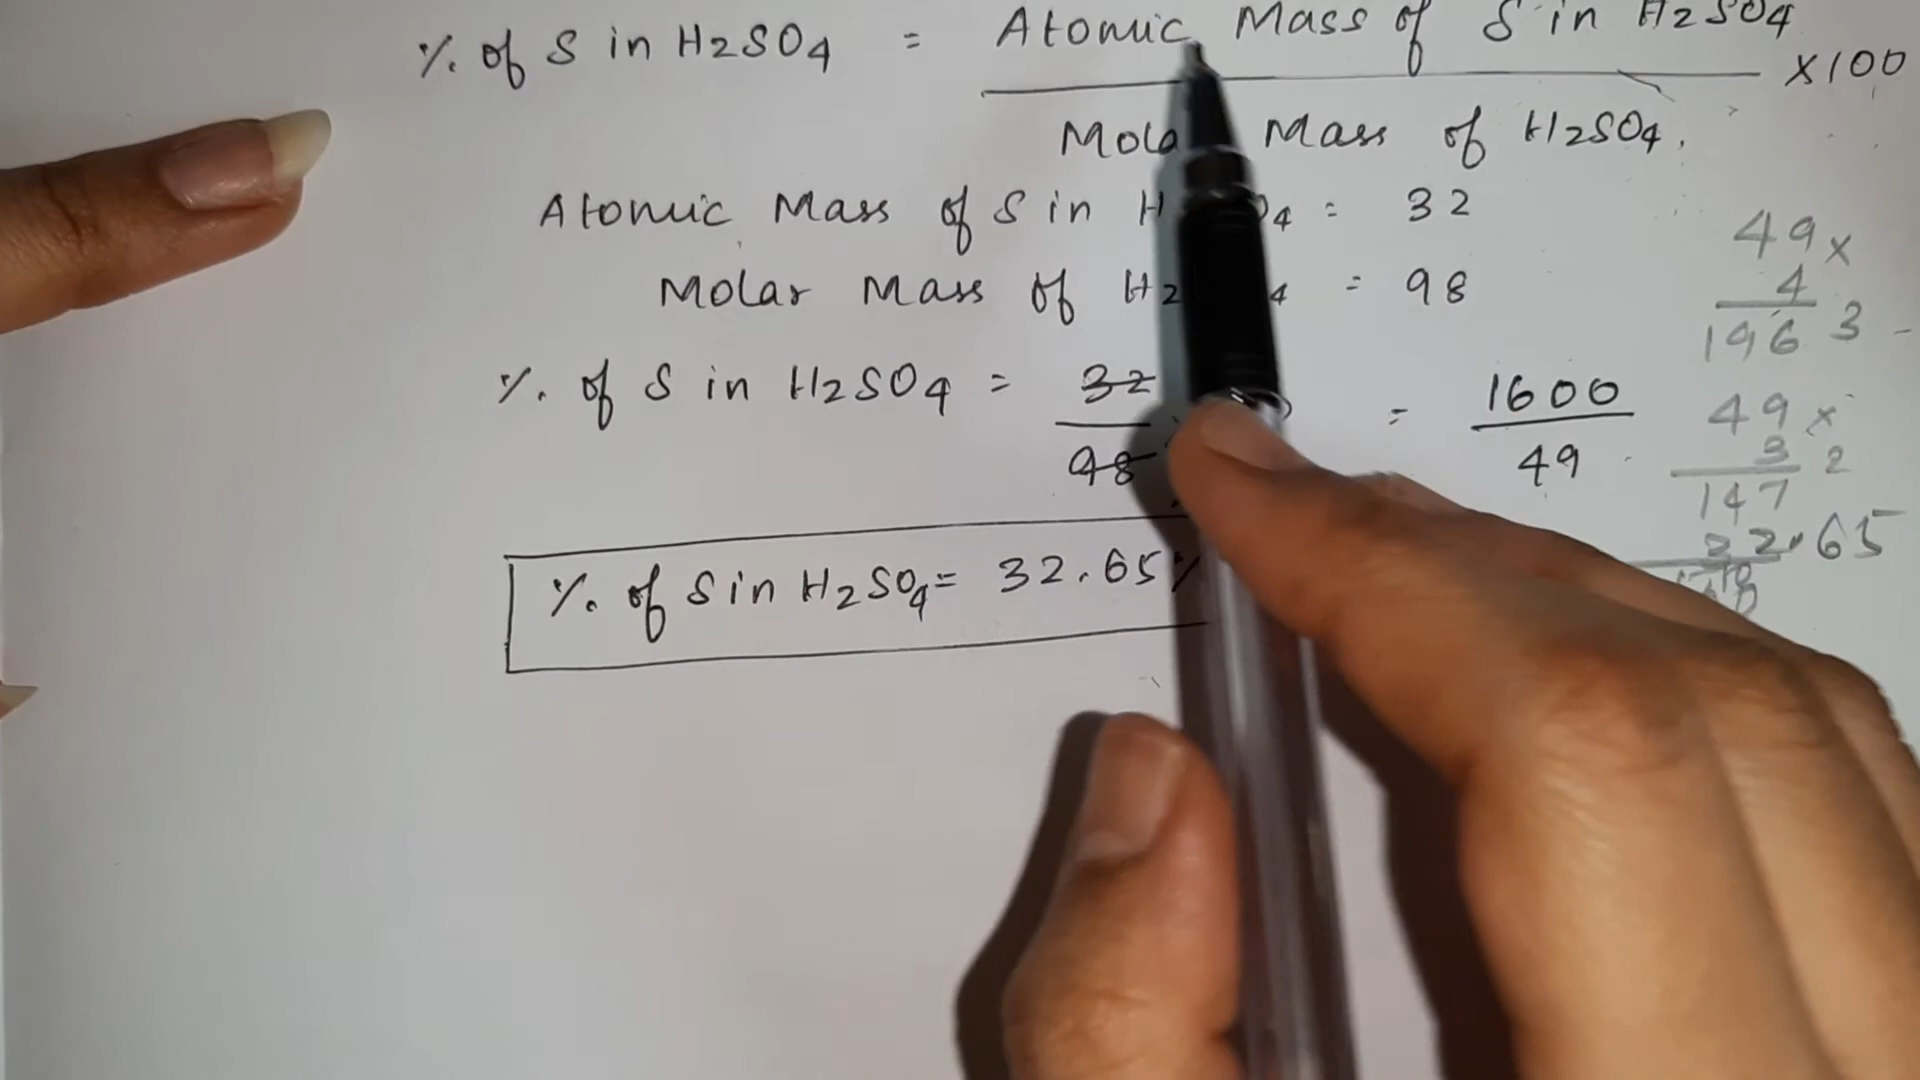 % of S in H2SO4 = Atomic Mass of S in H2SO4 × 100
Molar Mass of H2SO4.
Atomic Mass of S in H O4 = 32
Molar Mass of H2 4 = 98
% of S in H2SO4 = 32 = 1600
98 49
% of S in H2SO4 = 32.65%
49 ×
4
196 3
49 ×
3 2
147
32.65